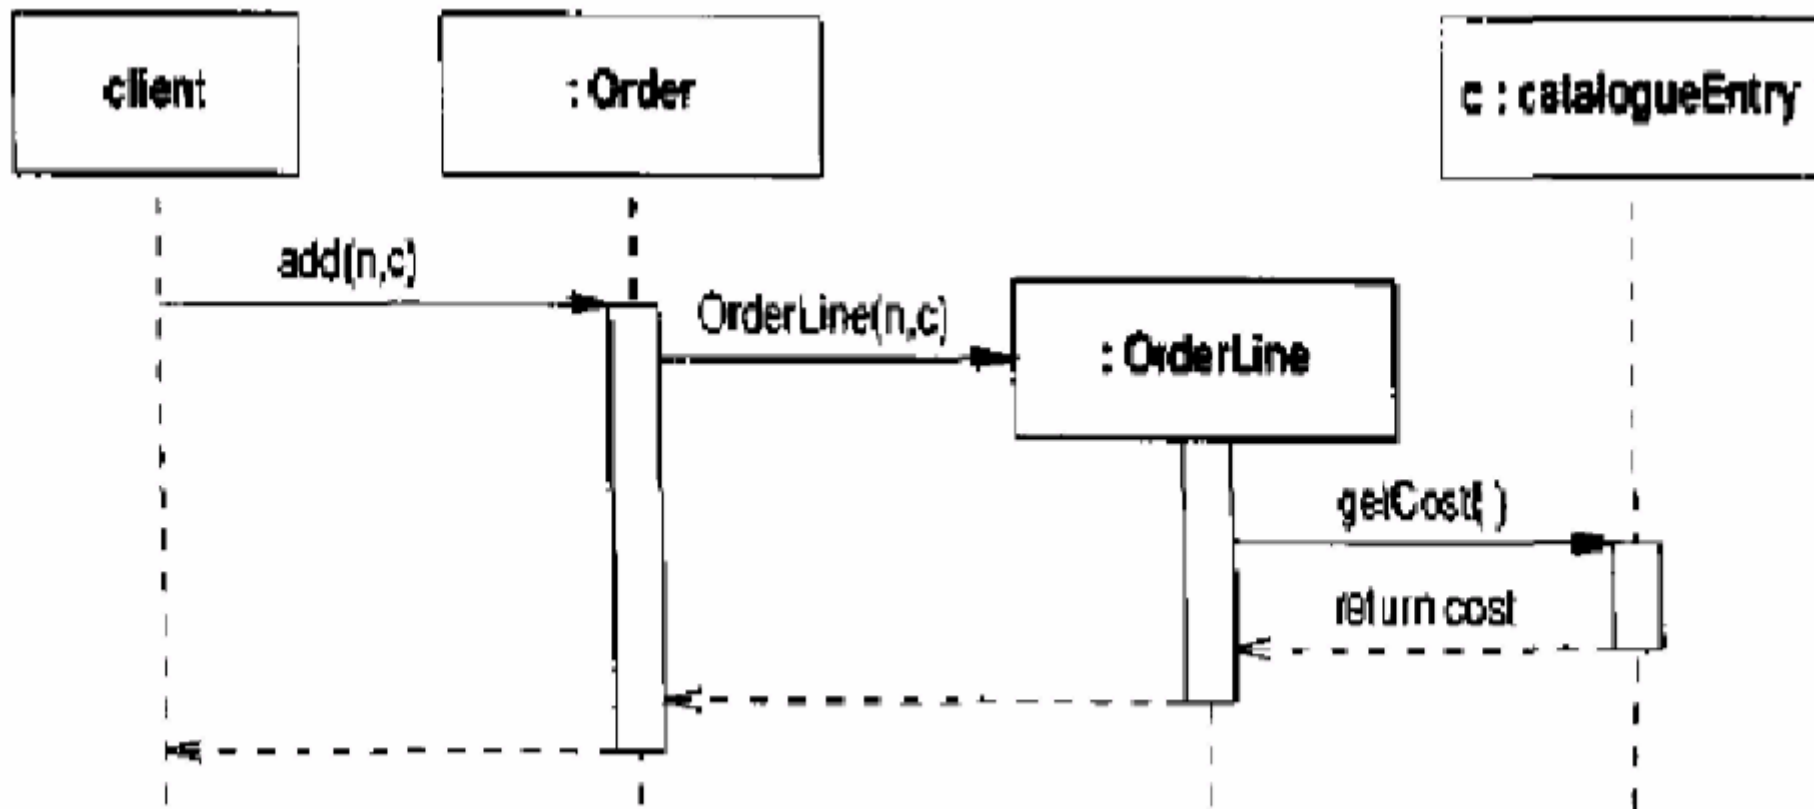 client
: Order
c : catalogueEntry
add(n,c)
OrderLine(n,c)
: OrderLine
getCost( )
return cost